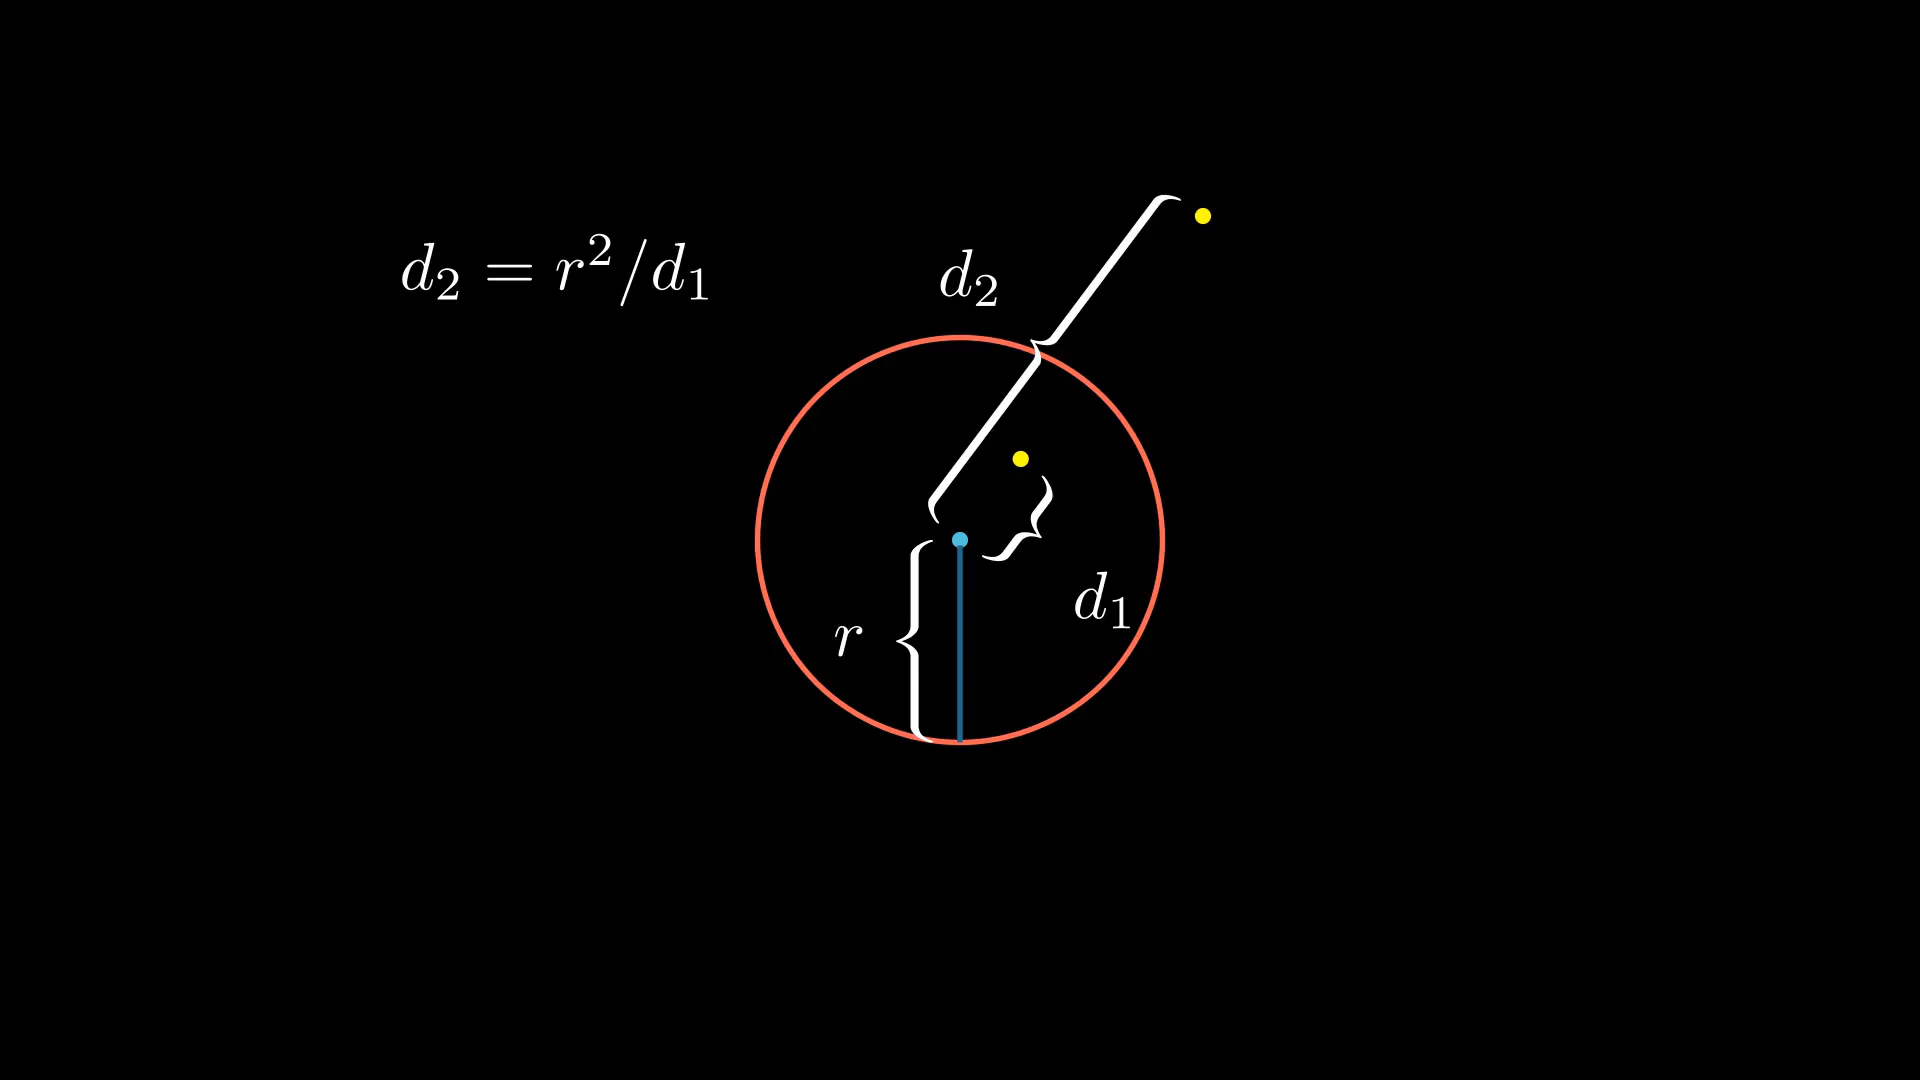 d₂ = r²/d₁
d₂
d₁
r